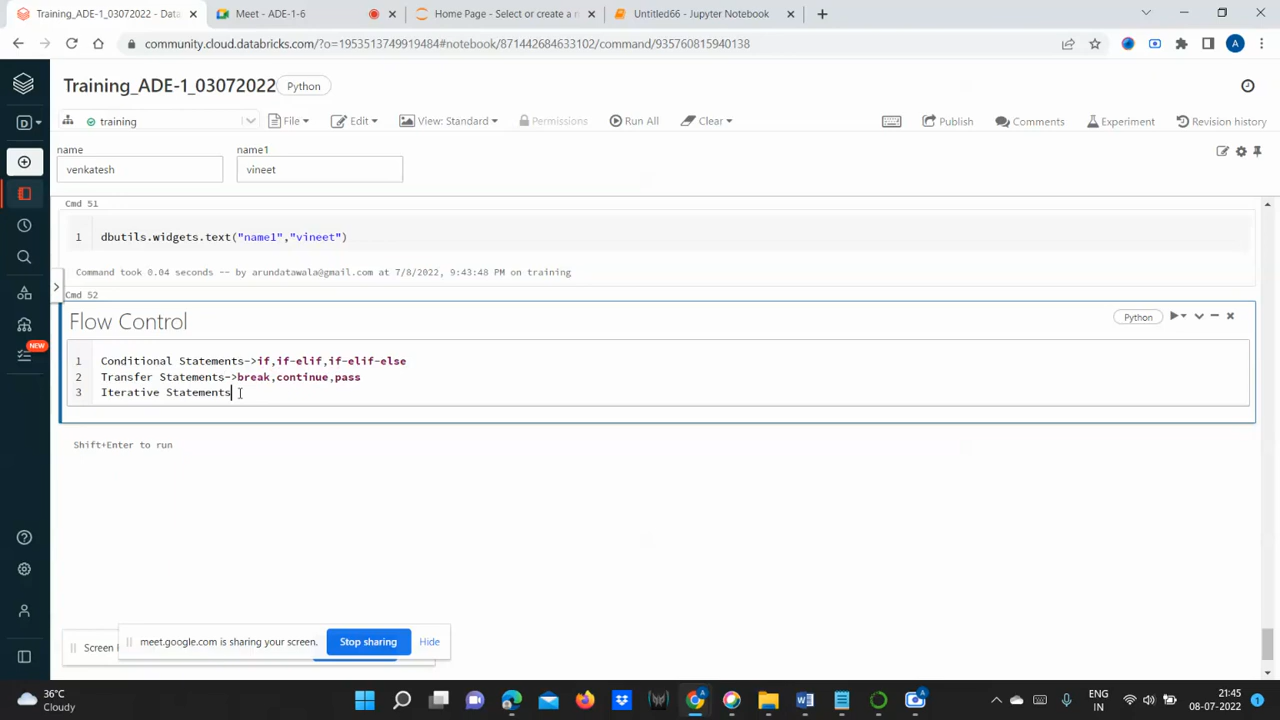 Training_ADE-1_03072022 - Data
Meet - ADE-1-6
Home Page - Select or create a n
Untitled66 - Jupyter Notebook
community.cloud.databricks.com/?o=1953513749919484#notebook/871442684633102/command/935760815940138
A
Training_ADE-1_03072022 Python
D training File Edit View: Standard Permissions Run All Clear Publish Comments Experiment Revision history
name name1
venkatesh vineet
Cmd 51
1 dbutils.widgets.text("name1","vineet")
Command took 0.04 seconds -- by arundatawala@gmail.com at 7/8/2022, 9:43:48 PM on training
Cmd 52
Flow Control Python
1 Conditional Statements->if,if-elif,if-elif-else
2 Transfer Statements->break,continue,pass
3 Iterative Statements
NEW
Shift+Enter to run
Screen
meet.google.com is sharing your screen. Stop sharing Hide
36°C
Cloudy
ENG
IN
21:45
08-07-2022
1